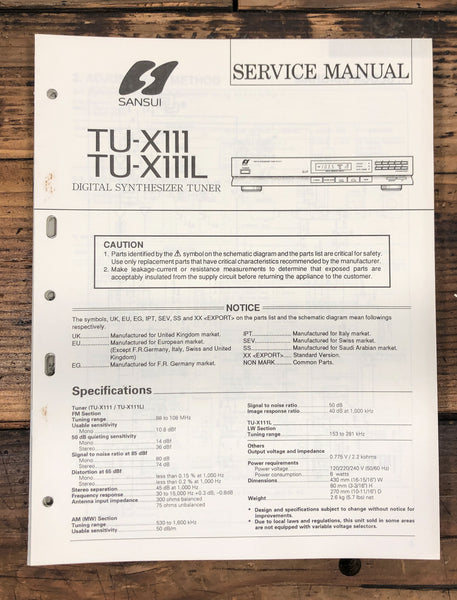 SANSUI
SERVICE MANUAL
TU-X111
TU-X111L
DIGITAL SYNTHESIZER TUNER
CAUTION
1. Parts identified by the ⚠ symbol on the schematic diagram and the parts list are critical for safety.
Use only replacement parts that have critical characteristics recommended by the manufacturer.
2. Make leakage-current or resistance measurements to determine that exposed parts are
acceptably insulated from the supply circuit before returning the appliance to the customer.
NOTICE
The symbols, UK, EU, EG, IPT, SEV, SS and XX <EXPORT> on the parts list and the schematic diagram mean followings
respectively.
UK Manufactured for United Kingdom market.
EU Manufactured for European market.
(Except F.R.Germany, Italy, Swiss and United
Kingdom)
EG Manufactured for F.R. Germany market.
IPT Manufactured for Italy market.
SEV Manufactured for Swiss market.
SS Manufactured for Saudi Arabian market.
XX <EXPORT> Standard Version.
NON MARK Common Parts.
Specifications
Tuner (TU-X111 / TU-X111L)
FM Section
Tuning range 88 to 108 MHz
Usable sensitivity
Mono 10.8 dBf
50 dB quieting sensitivity
Mono 14 dBf
Stereo 36 dBf
Signal to noise ratio at 85 dBf
Mono 80 dB
Stereo 74 dB
Distortion at 65 dBf
Mono less than 0.15 % at 1,000 Hz
Stereo less than 0.2 % at 1,000 Hz
Stereo separation 45 dB at 1,000 Hz
Frequency response 30 to 15,000 Hz +0.3 dB, −0.8dB
Antenna input impedance 300 ohms balanced
75 ohms unbalanced
AM (MW) Section
Tuning range 530 to 1,600 kHz
Usable sensitivity 50 dB/m
Signal to noise ratio 50 dB
Image response ratio 40 dB at 1,000 kHz
TU-X111L
LW Section
Tuning range 153 to 281 kHz
Others
Output voltage and impedance
0.775 V / 2.2 kohms
Power requirements
Power voltage 120/220/240 V (50/60 Hz)
Power consumption 6 watts
Dimensions 430 mm (16-15/16") W
80 mm (3-3/16") H
270 mm (10-11/16") D
Weight 2.6 kg (5.7 lbs) net
* Design and specifications subject to change without notice for
improvements.
* Due to local laws and regulations, this unit sold in some areas
are not equipped with variable voltage selectors.